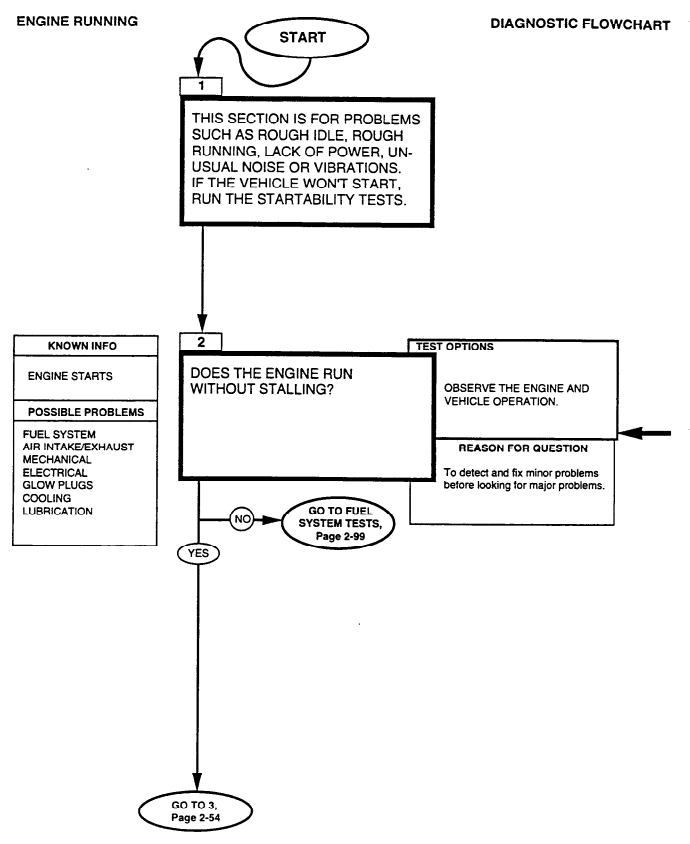 ENGINE RUNNING
DIAGNOSTIC FLOWCHART
START
1
THIS SECTION IS FOR PROBLEMS
SUCH AS ROUGH IDLE, ROUGH
RUNNING, LACK OF POWER, UN-
USUAL NOISE OR VIBRATIONS.
IF THE VEHICLE WON'T START,
RUN THE STARTABILITY TESTS.
KNOWN INFO
ENGINE STARTS
POSSIBLE PROBLEMS
FUEL SYSTEM
AIR INTAKE/EXHAUST
MECHANICAL
ELECTRICAL
GLOW PLUGS
COOLING
LUBRICATION
2
DOES THE ENGINE RUN
WITHOUT STALLING?
TEST OPTIONS
OBSERVE THE ENGINE AND
VEHICLE OPERATION.
REASON FOR QUESTION
To detect and fix minor problems
before looking for major problems.
NO
GO TO FUEL
SYSTEM TESTS,
Page 2-99
YES
GO TO 3,
Page 2-54